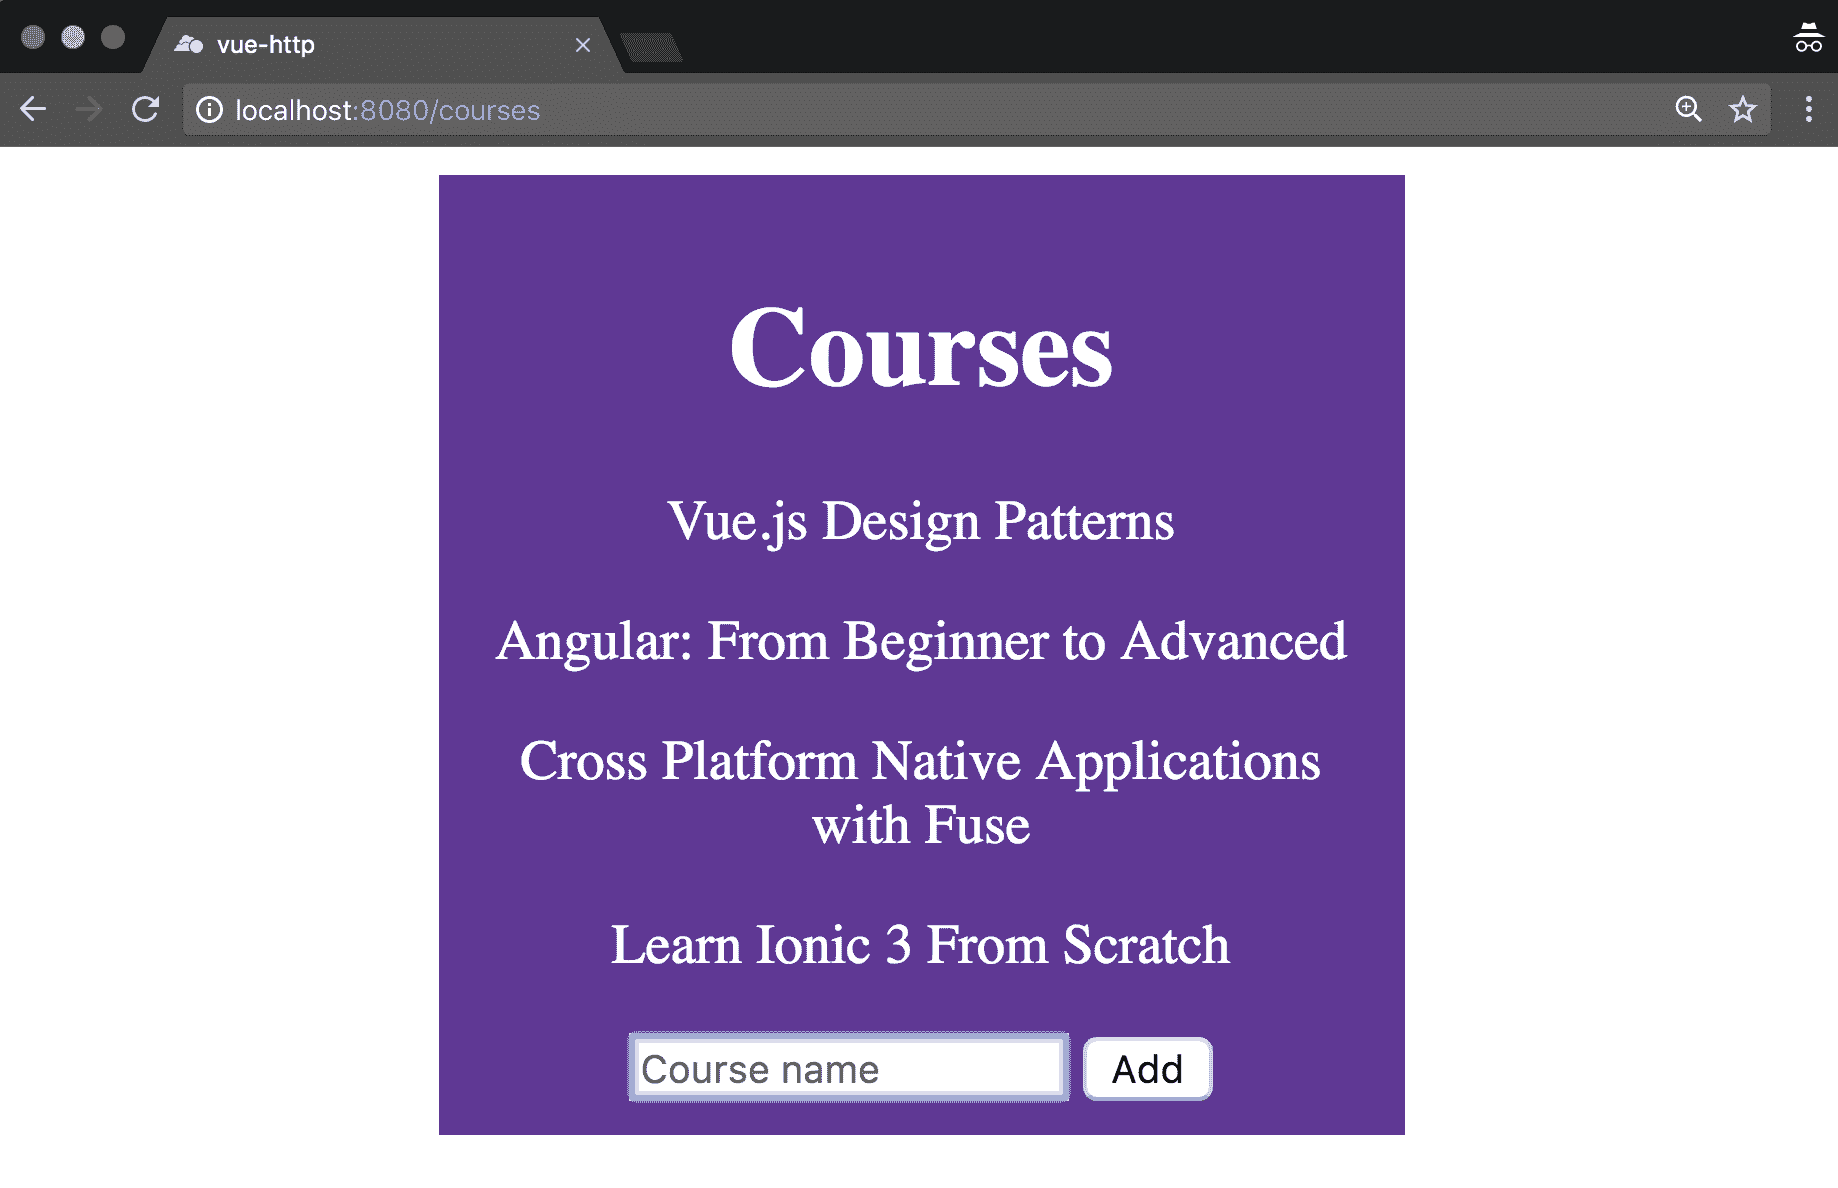 vue-http
localhost:8080/courses
Courses
Vue.js Design Patterns
Angular: From Beginner to Advanced
Cross Platform Native Applications
with Fuse
Learn Ionic 3 From Scratch
Course name
Add